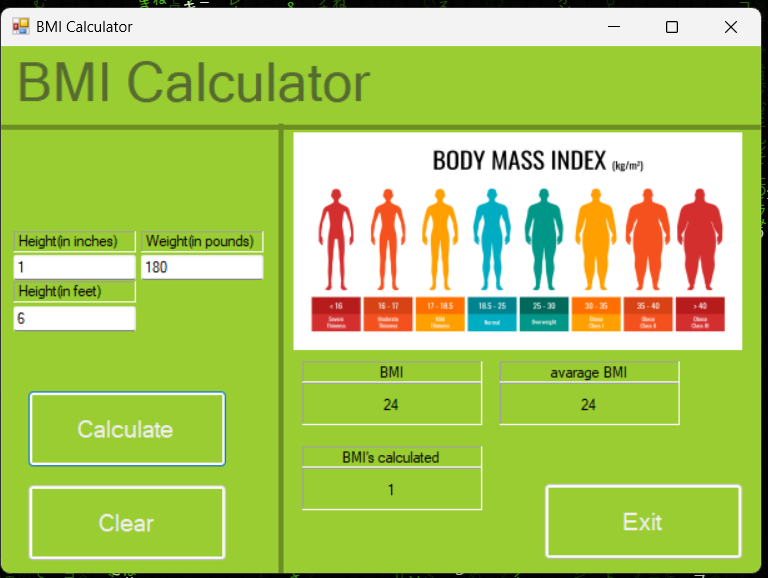 BMI Calculator
BMI Calculator
BODY MASS INDEX (kg/m²)
< 16
16 - 17
17 - 18.5
18.5 - 25
25 - 30
30 - 35
35 - 40
> 40
Severe
Thinness
Moderate
Thinness
Mild
Thinness
Normal
Overweight
Obese
Class I
Obese
Class II
Obese
Class III
Height(in inches)
Weight(in pounds)
1
180
Height(in feet)
6
BMI
avarage BMI
24
24
BMI's calculated
1
Calculate
Clear
Exit